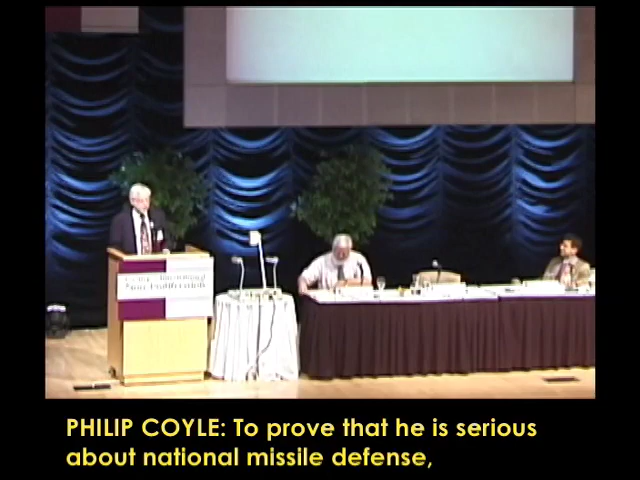 PHILIP COYLE: To prove that he is serious
about national missile defense,